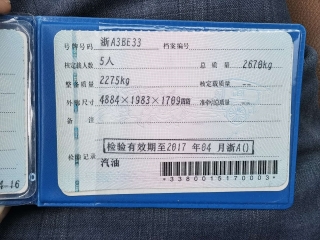 号牌号码 浙A3BE33 档案编号
核定载人数 5人 总质量 2670kg
整备质量 2275kg 核定载质量 --
外廓尺寸 4884×1983×1709mm 准牵引总质量 --
备注
检验有效期至2017年04月浙A()
检验记录
汽油
*3380015170003*
4-16